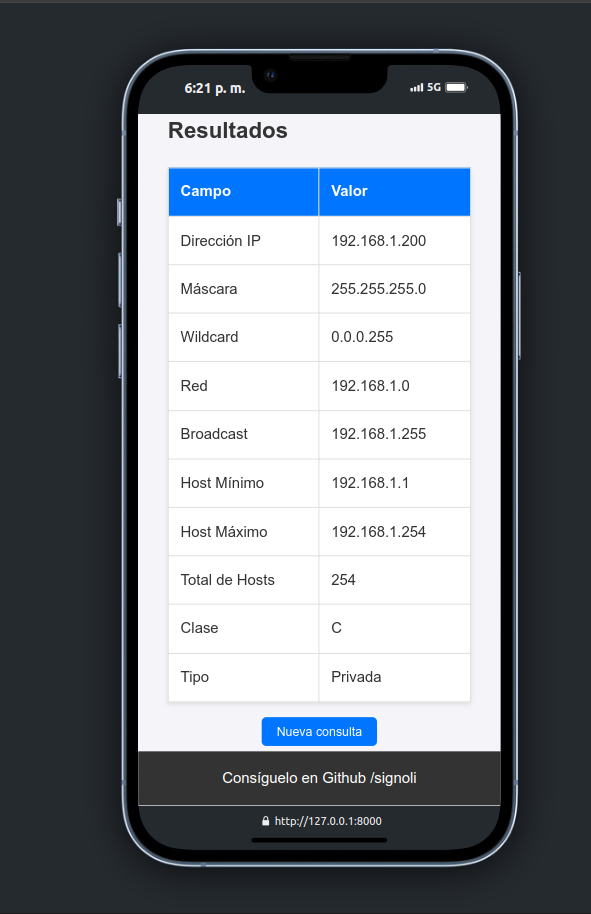 6:21 p. m. 5G
Resultados
Campo Valor
Dirección IP 192.168.1.200
Máscara 255.255.255.0
Wildcard 0.0.0.255
Red 192.168.1.0
Broadcast 192.168.1.255
Host Mínimo 192.168.1.1
Host Máximo 192.168.1.254
Total de Hosts 254
Clase C
Tipo Privada
Nueva consulta
Consíguelo en Github /signoli
http://127.0.0.1:8000